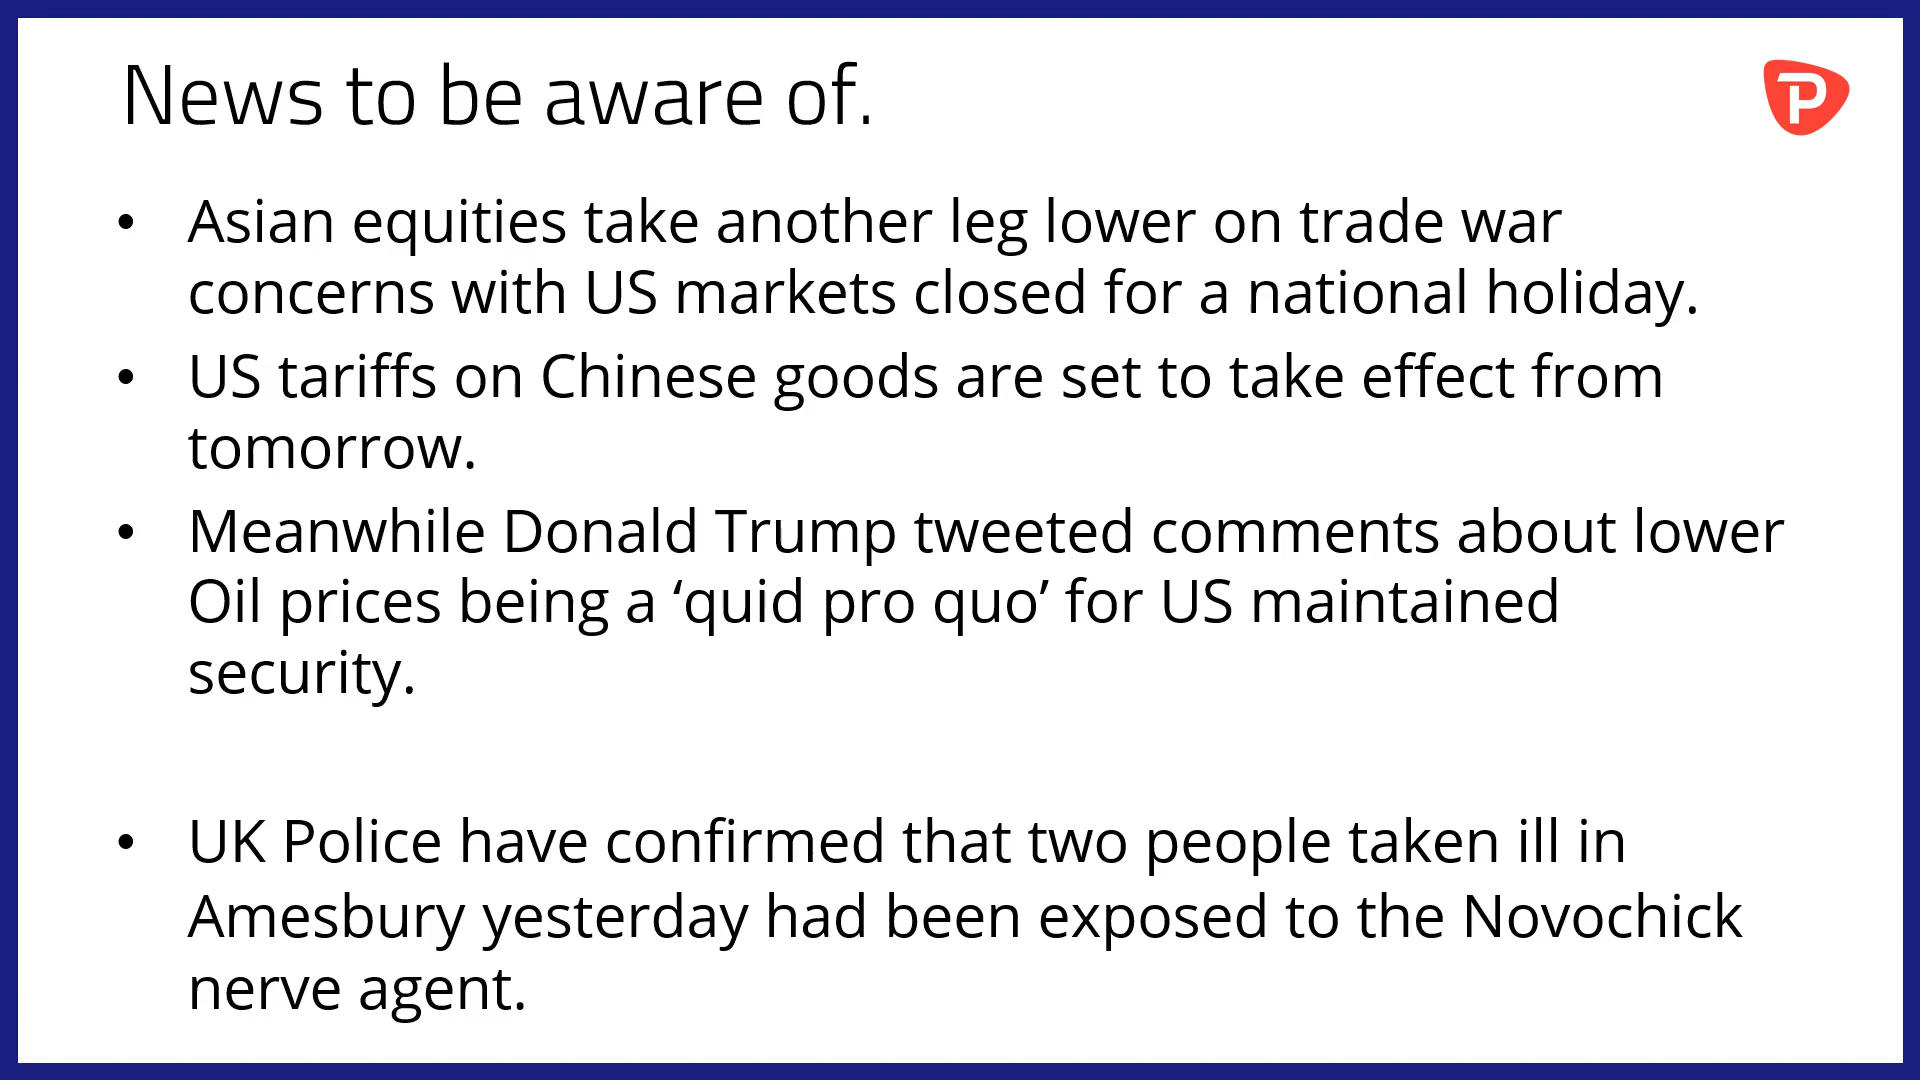 News to be aware of.
P
• Asian equities take another leg lower on trade war
concerns with US markets closed for a national holiday.
• US tariffs on Chinese goods are set to take effect from
tomorrow.
• Meanwhile Donald Trump tweeted comments about lower
Oil prices being a ‘quid pro quo’ for US maintained
security.
• UK Police have confirmed that two people taken ill in
Amesbury yesterday had been exposed to the Novochick
nerve agent.